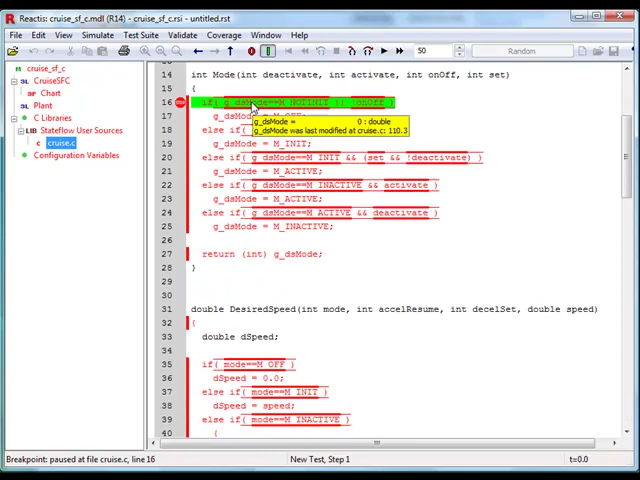 Reactis: cruise_sf_c.mdl (R14) - cruise_sf_c.rsi - untitled.rst
File Edit View Simulate Test Suite Validate Coverage Window Help
50 Random
cruise_sf_c
CruiseSFC
Chart
Plant
C Libraries
LIB Stateflow User Sources
c cruise.c
Configuration Variables
14 int Mode(int deactivate, int activate, int onOff, int set)
15 {
16 if( g_dsMode==M_NOTINIT || !onOff )
17 g_dsMode =
g_dsMode = 0 : double
g_dsMode was last modified at cruise.c: 110.3
18 else if(
19 g_dsMode = M_INIT;
20 else if( g_dsMode==M_INIT && (set && !deactivate) )
21 g_dsMode = M_ACTIVE;
22 else if( g_dsMode==M_INACTIVE && activate )
23 g_dsMode = M_ACTIVE;
24 else if( g_dsMode==M_ACTIVE && deactivate )
25 g_dsMode = M_INACTIVE;
26
27 return (int) g_dsMode;
28 }
29
30
31 double DesiredSpeed(int mode, int accelResume, int decelSet, double speed)
32 {
33 double dSpeed;
34
35 if( mode==M_OFF )
36 dSpeed = 0.0;
37 else if( mode==M_INIT )
38 dSpeed = speed;
39 else if( mode==M_INACTIVE )
40 {
Breakpoint: paused at file cruise.c, line 16 New Test, Step 1 t=0.0